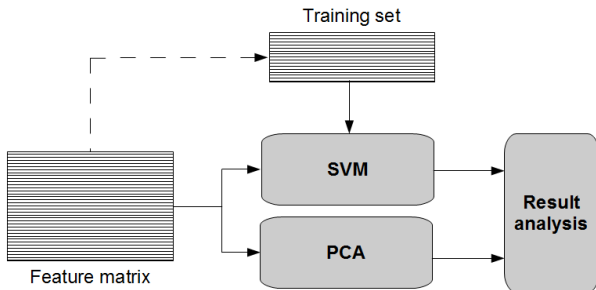 Training set
SVM
PCA
Result
analysis
Feature matrix